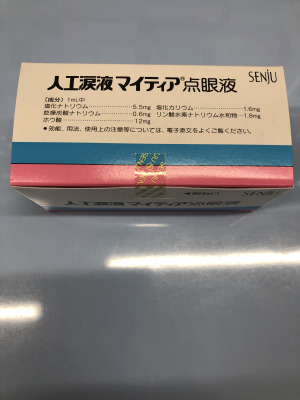 SENJU
人工涙液マイティア®点眼液
〔成分〕1mL中
塩化ナトリウム…………5.5mg 塩化カリウム…………1.6mg
乾燥炭酸ナトリウム…………0.6mg リン酸水素ナトリウム水和物…1.8mg
ホウ酸…………12mg
● 効能、用法、使用上の注意等については、電子添文をよくご覧ください。
SENJU
人工涙液マイティア®点眼液